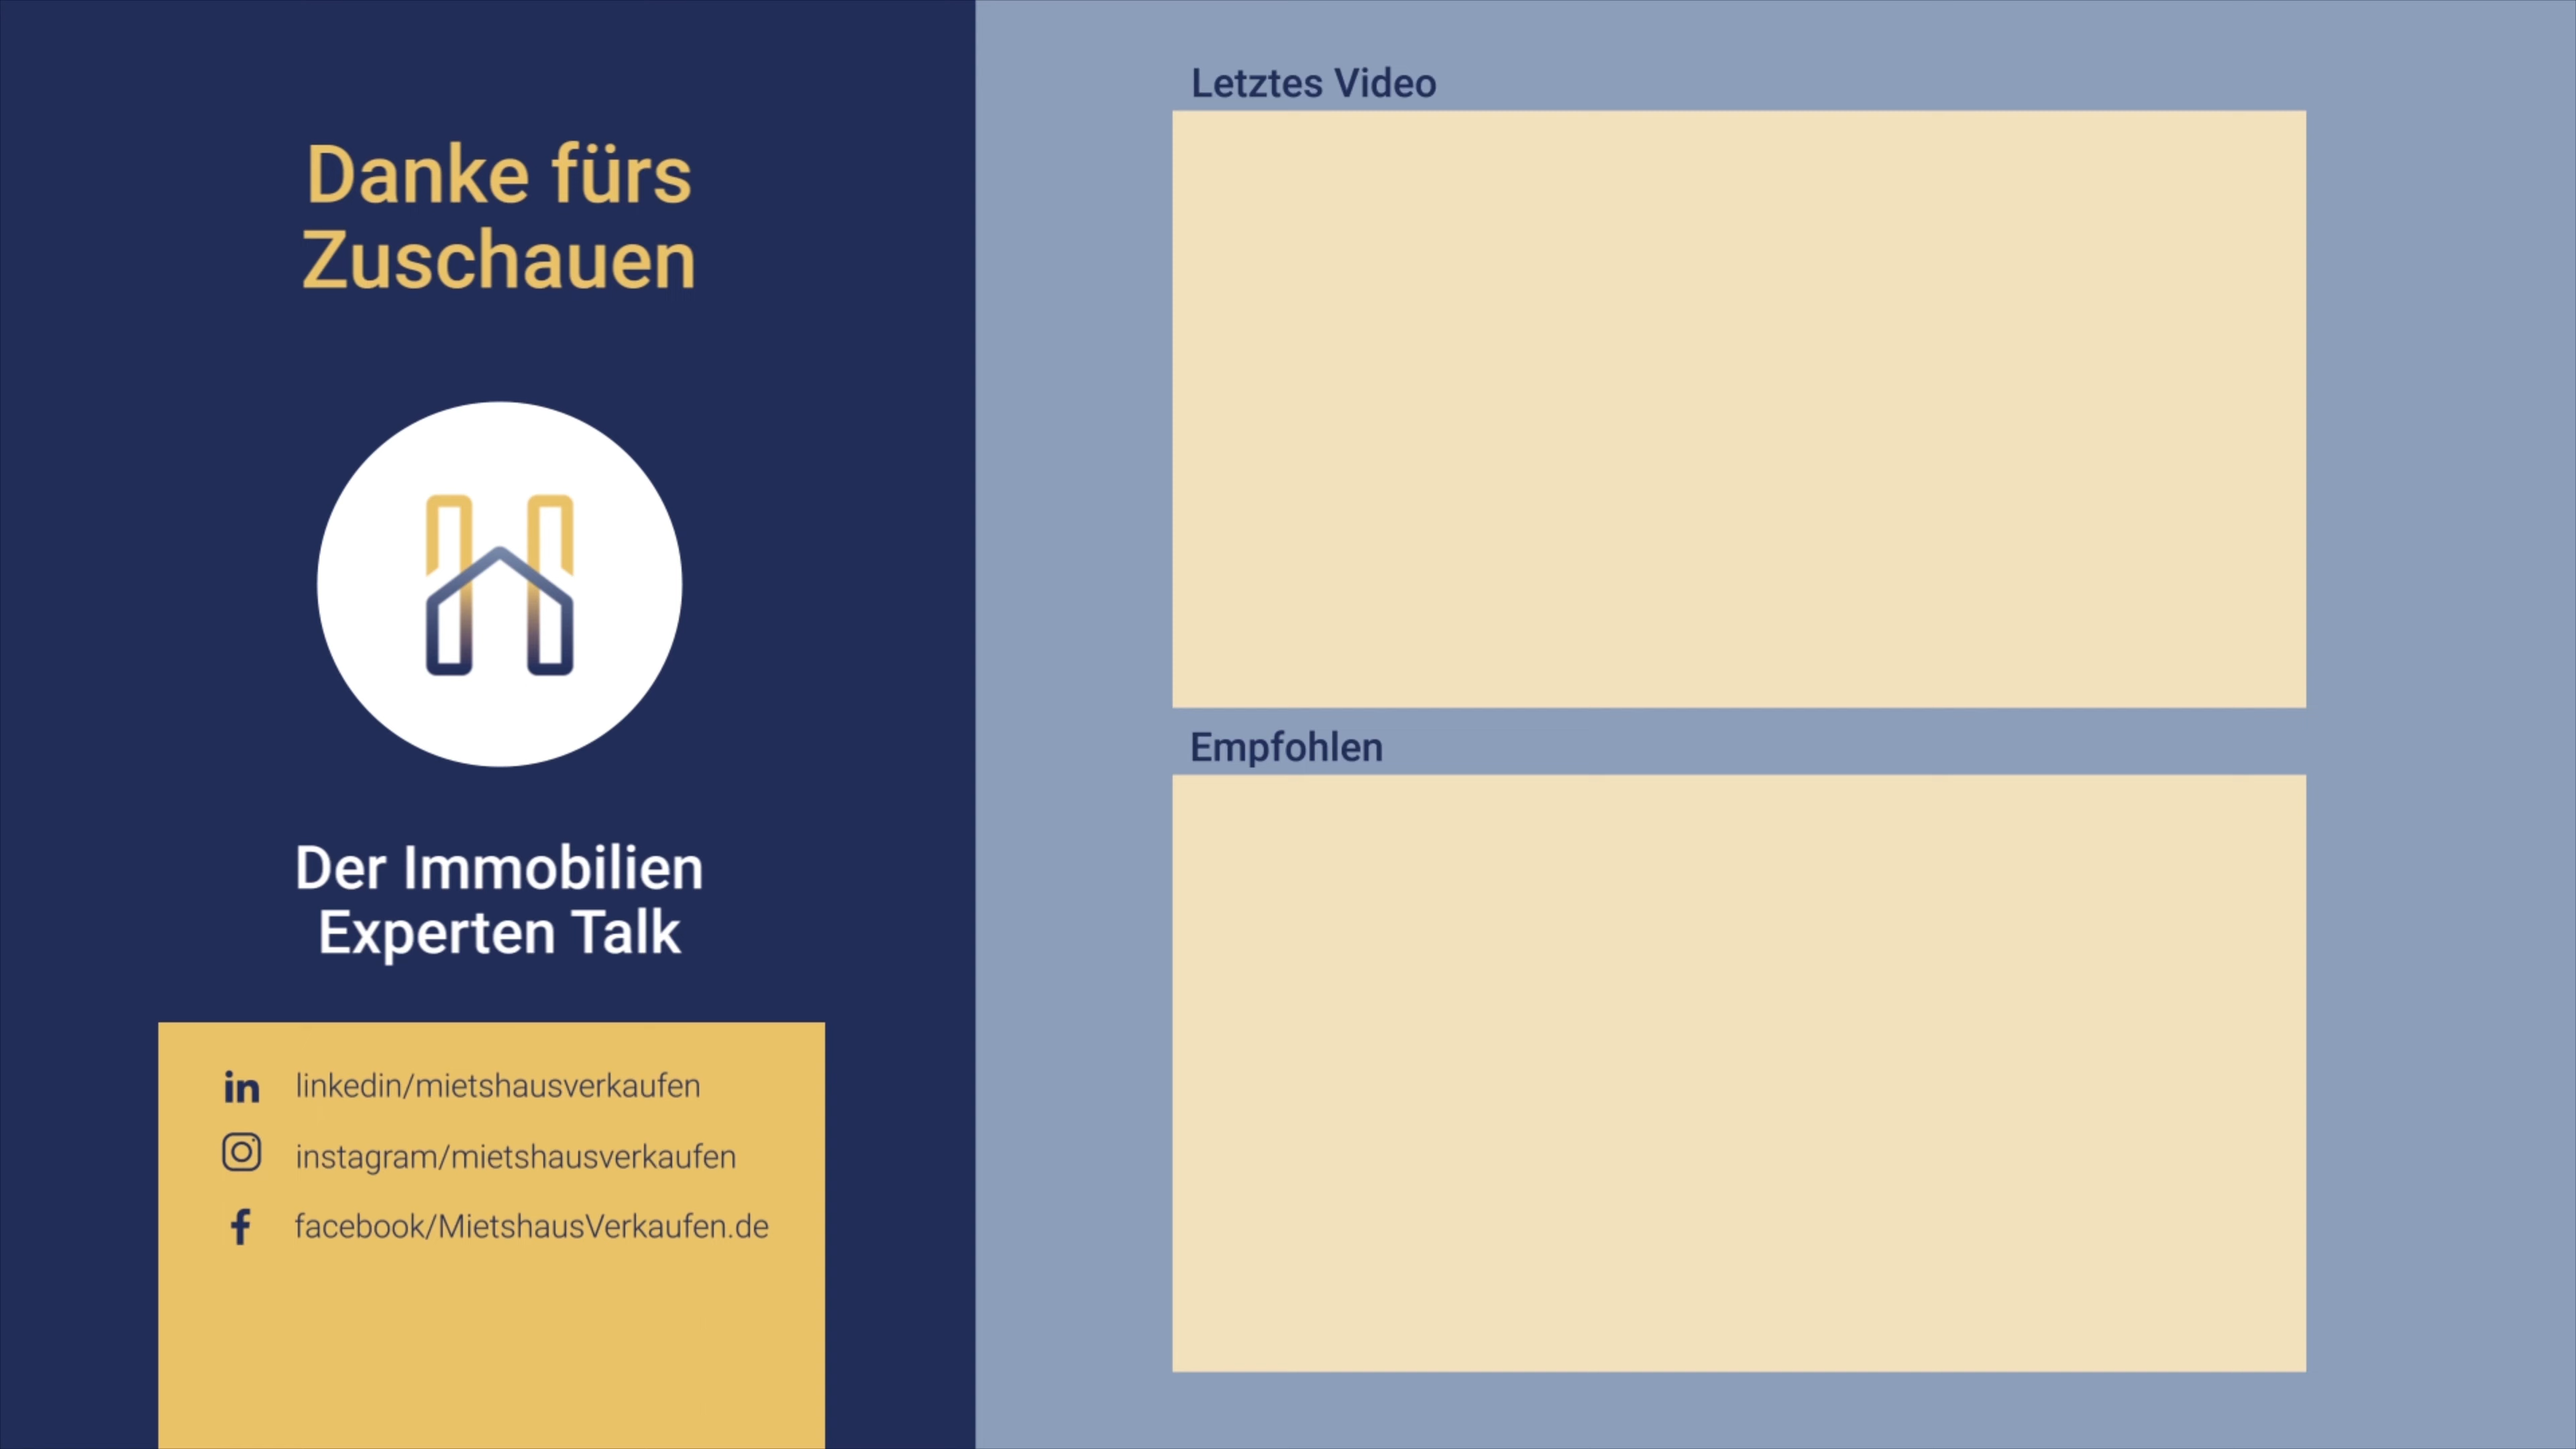 Danke fürs
Zuschauen
Der Immobilien
Experten Talk
linkedin/mietshausverkaufen
instagram/mietshausverkaufen
facebook/MietshausVerkaufen.de
Letztes Video
Empfohlen